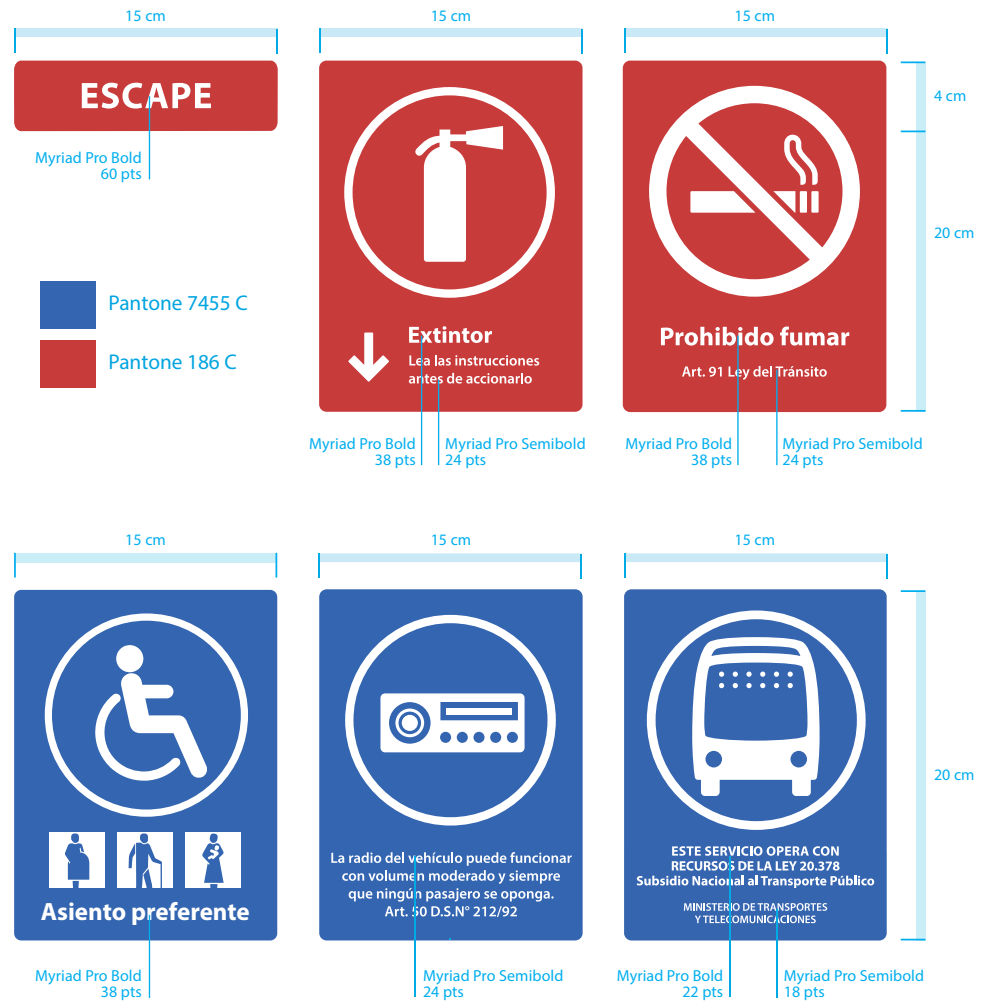 15 cm
15 cm
15 cm
ESCAPE
Myriad Pro Bold
60 pts
Pantone 7455 C
Pantone 186 C
Extintor
Lea las instrucciones
antes de accionarlo
Myriad Pro Bold
38 pts
Myriad Pro Semibold
24 pts
Prohibido fumar
Art. 91 Ley del Tránsito
Myriad Pro Bold
38 pts
Myriad Pro Semibold
24 pts
4 cm
20 cm
15 cm
15 cm
15 cm
Asiento preferente
Myriad Pro Bold
38 pts
La radio del vehículo puede funcionar
con volumen moderado y siempre
que ningún pasajero se oponga.
Art. 50 D.S.N° 212/92
Myriad Pro Semibold
24 pts
ESTE SERVICIO OPERA CON
RECURSOS DE LA LEY 20.378
Subsidio Nacional al Transporte Público
MINISTERIO DE TRANSPORTES
Y TELECOMUNICACIONES
Myriad Pro Bold
22 pts
Myriad Pro Semibold
18 pts
20 cm